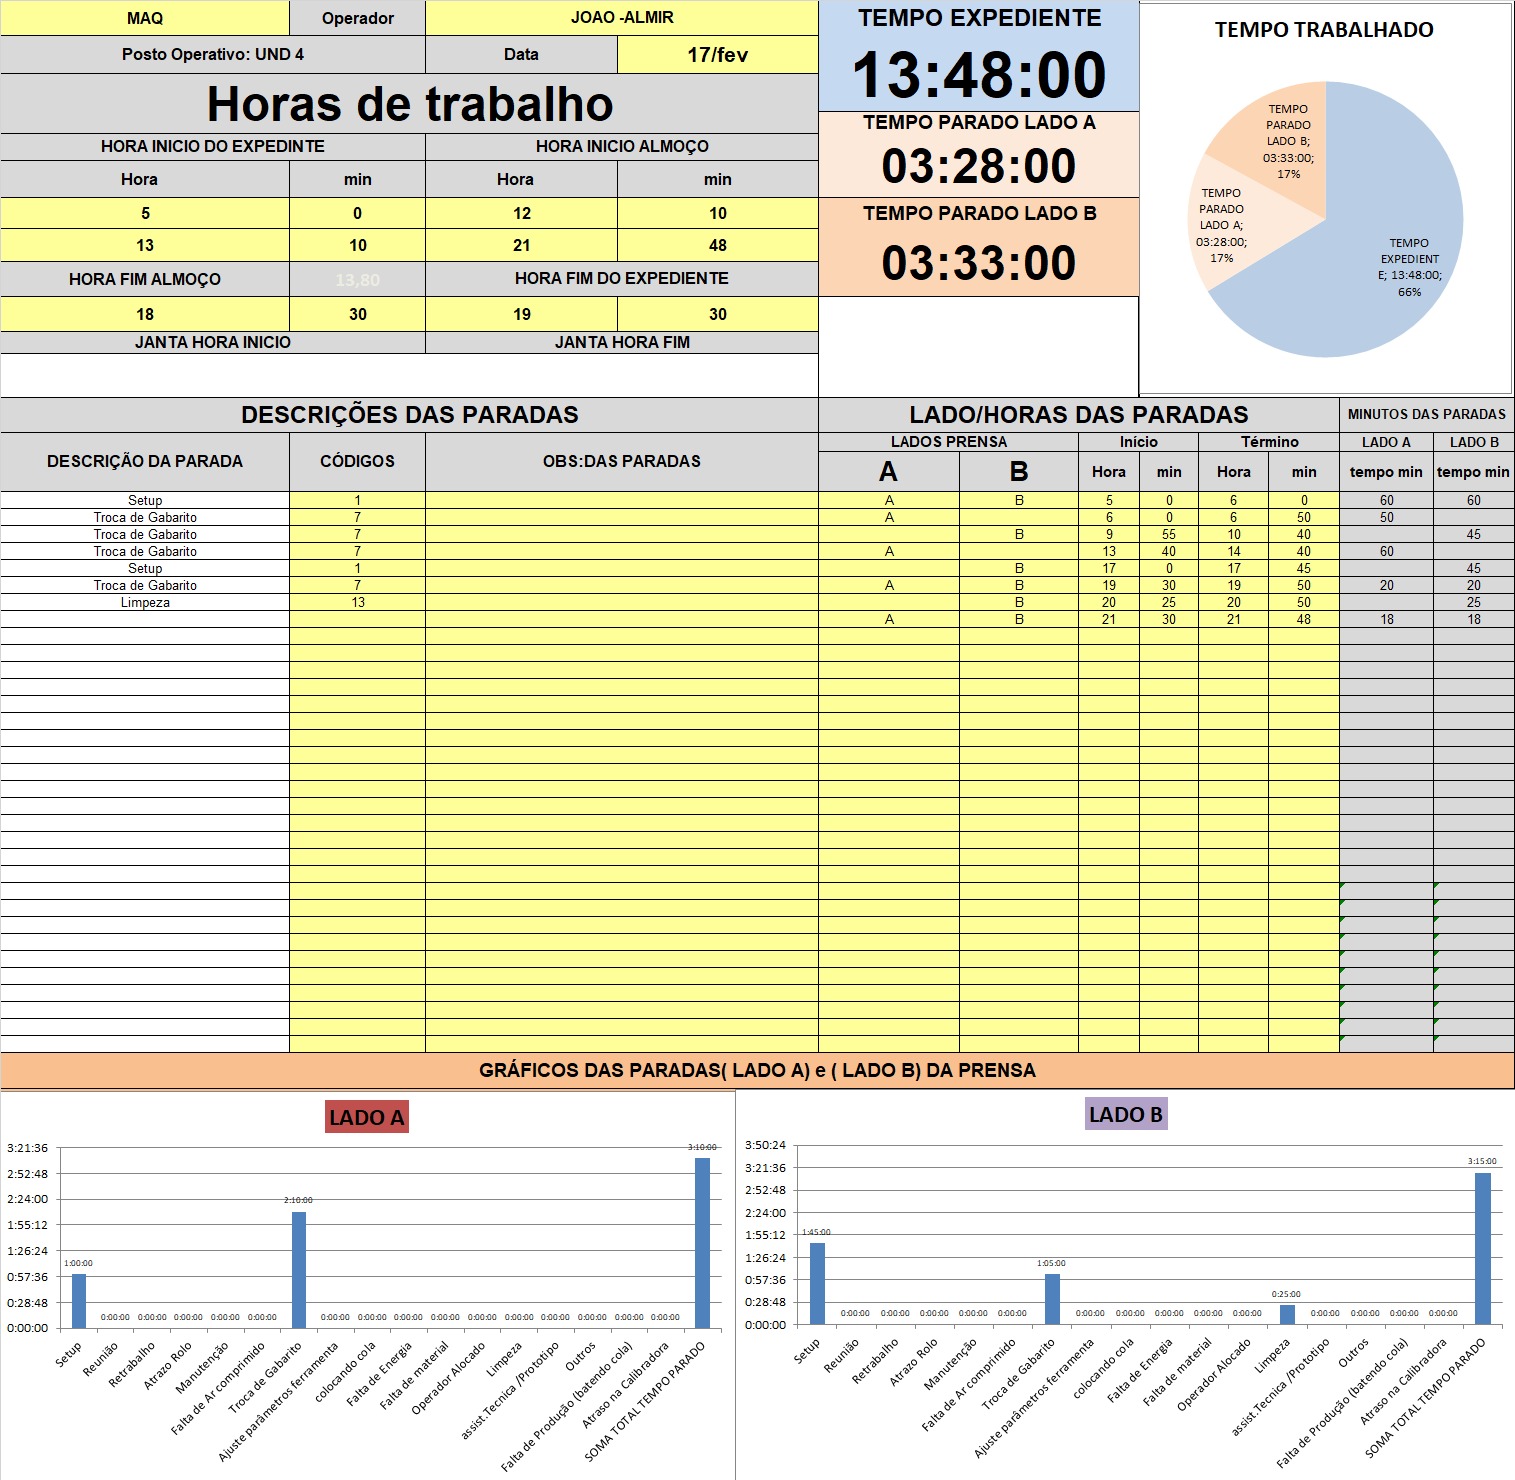 MAQ Operador JOAO -ALMIR
Posto Operativo: UND 4 Data 17/fev
Horas de trabalho
HORA INICIO DO EXPEDINTE HORA INICIO ALMOÇO
Hora min Hora min
5 0 12 10
13 10 21 48
HORA FIM ALMOÇO 13,80 HORA FIM DO EXPEDIENTE
18 30 19 30
JANTA HORA INICIO JANTA HORA FIM
TEMPO EXPEDIENTE
13:48:00
TEMPO PARADO LADO A
03:28:00
TEMPO PARADO LADO B
03:33:00
TEMPO TRABALHADO
TEMPO
PARADO
LADO B;
03:33:00;
17%
TEMPO
PARADO
LADO A;
03:28:00;
17%
TEMPO
EXPEDIENT
E; 13:48:00;
66%
DESCRIÇÕES DAS PARADAS LADO/HORAS DAS PARADAS MINUTOS DAS PARADAS
LADOS PRENSA Início Término LADO A LADO B
DESCRIÇÃO DA PARADA CÓDIGOS OBS:DAS PARADAS A B Hora min Hora min tempo min tempo min
Setup 1 A B 5 0 6 0 60 60
Troca de Gabarito 7 A 6 0 6 50 50
Troca de Gabarito 7 B 9 55 10 40 45
Troca de Gabarito 7 A 13 40 14 40 60
Setup 1 B 17 0 17 45 45
Troca de Gabarito 7 A B 19 30 19 50 20 20
Limpeza 13 B 20 25 20 50 25
A B 21 30 21 48 18 18
GRÁFICOS DAS PARADAS( LADO A) e ( LADO B) DA PRENSA
LADO A
3:21:36
2:52:48
2:24:00
1:55:12
1:26:24
0:57:36
0:28:48
0:00:00
1:00:00 0:00:00 0:00:00 0:00:00 0:00:00 0:00:00 2:10:00 0:00:00 0:00:00 0:00:00 0:00:00 0:00:00 0:00:00 0:00:00 0:00:00 0:00:00 0:00:00 3:10:00
Setup
Reunião
Retrabalho
Atrazo Rolo
Manutenção
Falta de Ar comprimido
Troca de Gabarito
Ajuste parâmetros ferramenta
colocando cola
Falta de Energia
Falta de material
Operador Alocado
Limpeza
assist.Tecnica /Prototipo
Outros
Falta de Produção (batendo cola)
Atraso na Calibradora
SOMA TOTAL TEMPO PARADO
LADO B
3:50:24
3:21:36
2:52:48
2:24:00
1:55:12
1:26:24
0:57:36
0:28:48
0:00:00
1:45:00 0:00:00 0:00:00 0:00:00 0:00:00 0:00:00 1:05:00 0:00:00 0:00:00 0:00:00 0:00:00 0:00:00 0:25:00 0:00:00 0:00:00 0:00:00 0:00:00 3:15:00
Setup
Reunião
Retrabalho
Atrazo Rolo
Manutenção
Falta de Ar comprimido
Troca de Gabarito
Ajuste parâmetros ferramenta
colocando cola
Falta de Energia
Falta de material
Operador Alocado
Limpeza
assist.Tecnica /Prototipo
Outros
Falta de Produção (batendo cola)
Atraso na Calibradora
SOMA TOTAL TEMPO PARADO